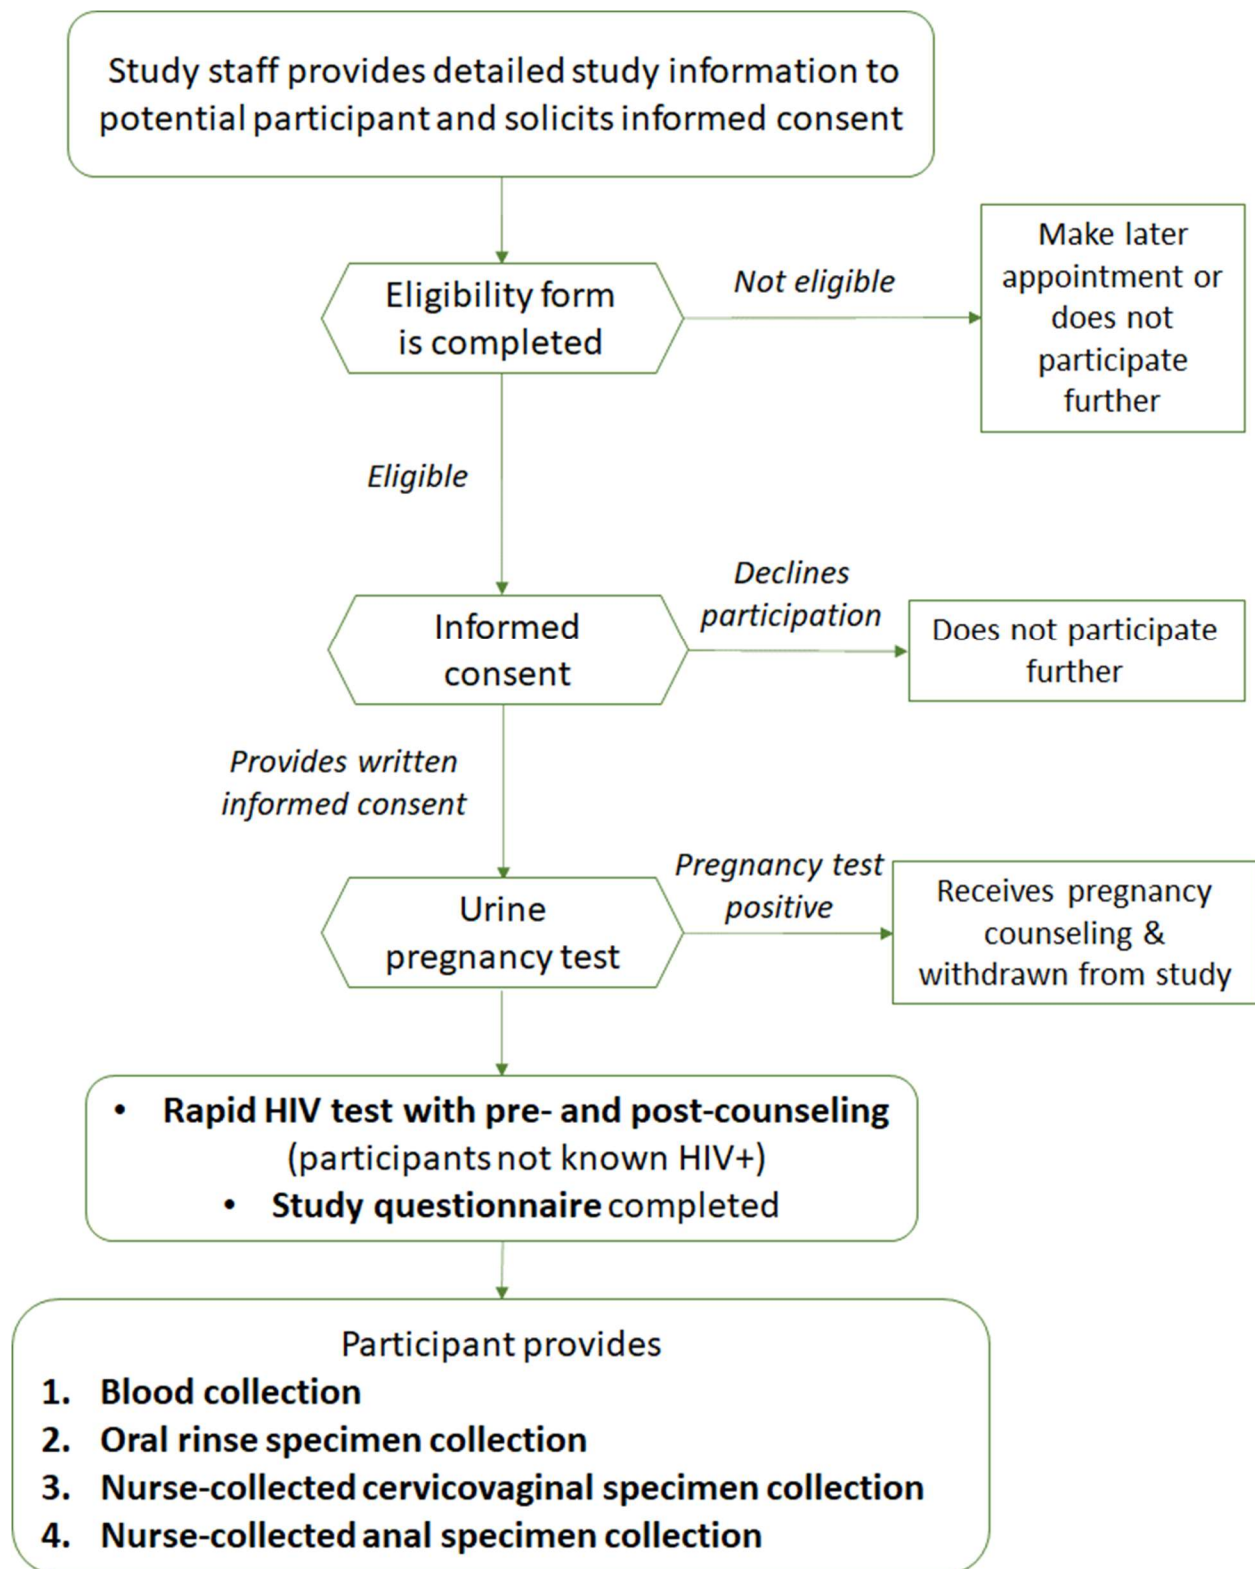 Study staff provides detailed study information to
potential participant and solicits informed consent
Eligibility form
is completed
Not eligible
Make later
appointment or
does not
participate
further
Eligible
Informed
consent
Declines
participation
Does not participate
further
Provides written
informed consent
Urine
pregnancy test
Pregnancy test
positive
Receives pregnancy
counseling &
withdrawn from study
• Rapid HIV test with pre- and post-counseling
(participants not known HIV+)
• Study questionnaire completed
Participant provides
1. Blood collection
2. Oral rinse specimen collection
3. Nurse-collected cervicovaginal specimen collection
4. Nurse-collected anal specimen collection